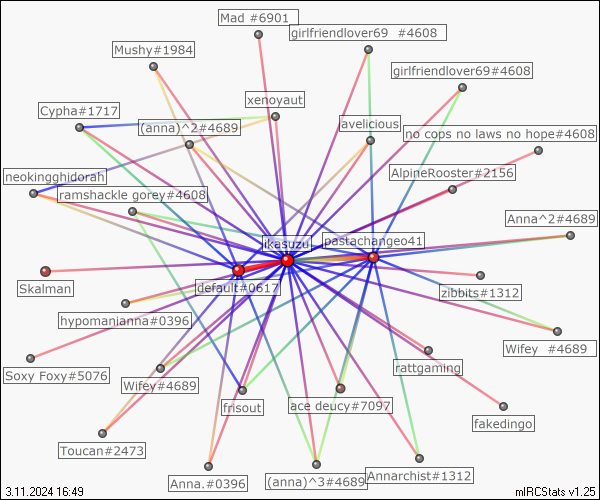 Mad #6901
girlfriendlover69 #4608
Mushy#1984
girlfriendlover69#4608
xenoyaut
Cypha#1717
(anna)^2#4689
avelicious
no cops no laws no hope#4608
AlpineRooster#2156
neokingghidorah
ramshackle gorey#4608
Anna^2#4689
ikasuzu
pastachangeo41
Skalman
default#0617
zibbits#1312
hypomanianna#0396
Wifey #4689
Soxy Foxy#5076
rattgaming
Wifey#4689
frisout
ace deucy#7097
fakedingo
Toucan#2473
Anna.#0396
(anna)^3#4689
Annarchist#1312
3.11.2024 16:49
mIRCStats v1.25